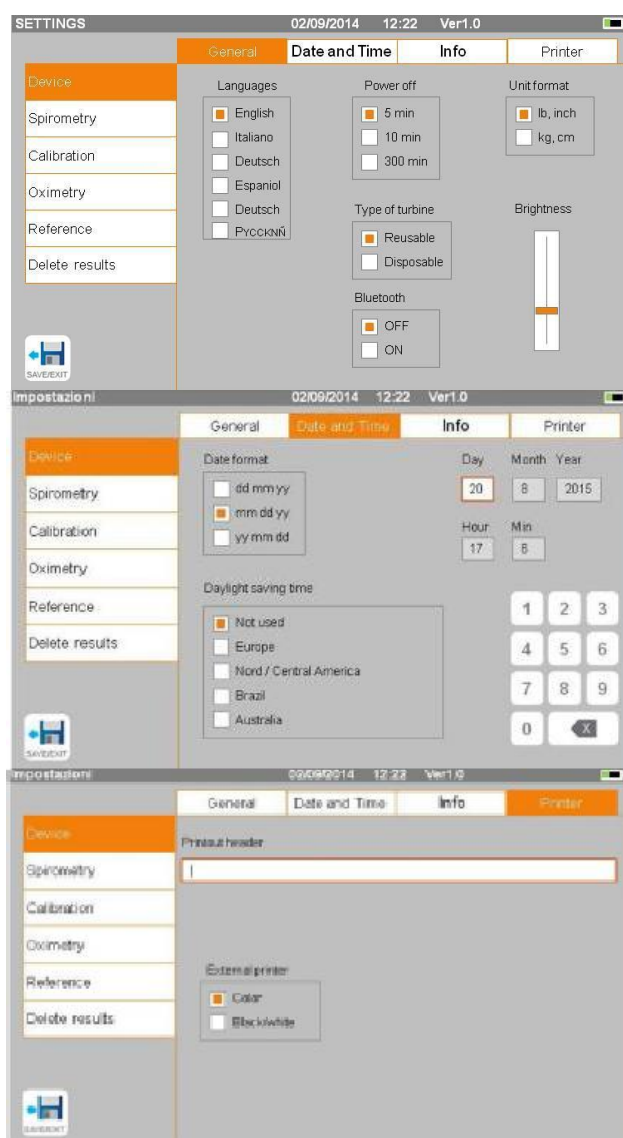 SETTINGS 02/09/2014 12:22 Ver1.0
General Date and Time Info Printer
Device
Spirometry
Calibration
Oximetry
Reference
Delete results
SAVE/EXIT
Languages
English
Italiano
Deutsch
Espaniol
Deutsch
РУССКNЙ
Power off
5 min
10 min
300 min
Type of turbine
Reusable
Disposable
Bluetooth
OFF
ON
Unit format
lb, inch
kg, cm
Brightness
Impostazioni 02/09/2014 12:22 Ver1.0
General Date and Time Info Printer
Device
Spirometry
Calibration
Oximetry
Reference
Delete results
SAVE/EXIT
Date format
dd mm yy
mm dd yy
yy mm dd
Day Month Year
20 8 2015
Hour Min
17 6
Daylight saving time
Not used
Europe
Nord / Central America
Brazil
Australia
1 2 3
4 5 6
7 8 9
0 X
Impostazioni 02/09/2014 12:22 Ver1.0
General Date and Time Info Printer
Device
Spirometry
Calibration
Oximetry
Reference
Delete results
SAVE/EXIT
Printout header
External printer
Color
Black/white